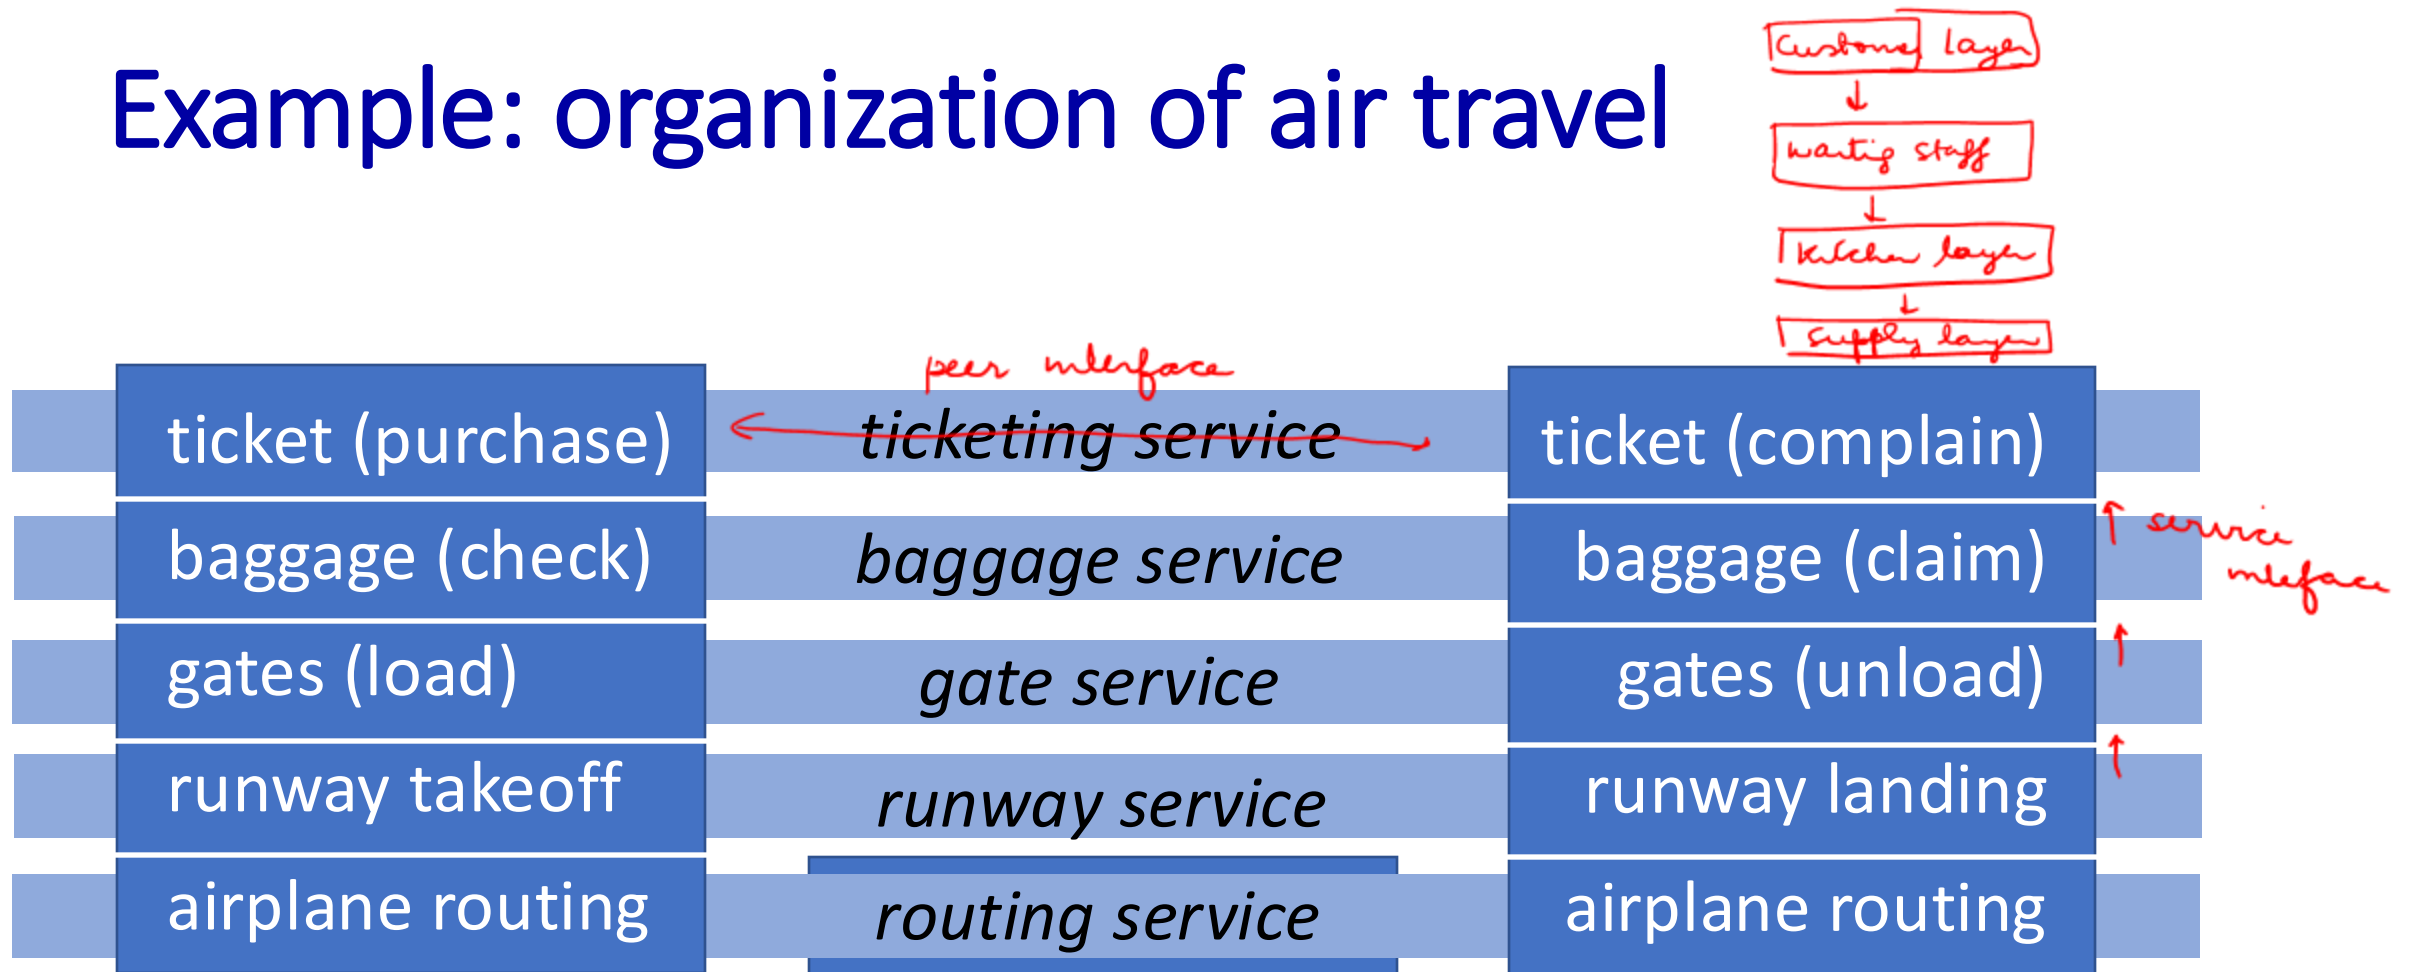 Example: organization of air travel
Customer layer
waiting staff
Kitchen layer
supply layer
peer interface
ticket (purchase)
ticketing service
ticket (complain)
baggage (check)
baggage service
baggage (claim)
service
interface
gates (load)
gate service
gates (unload)
runway takeoff
runway service
runway landing
airplane routing
routing service
airplane routing